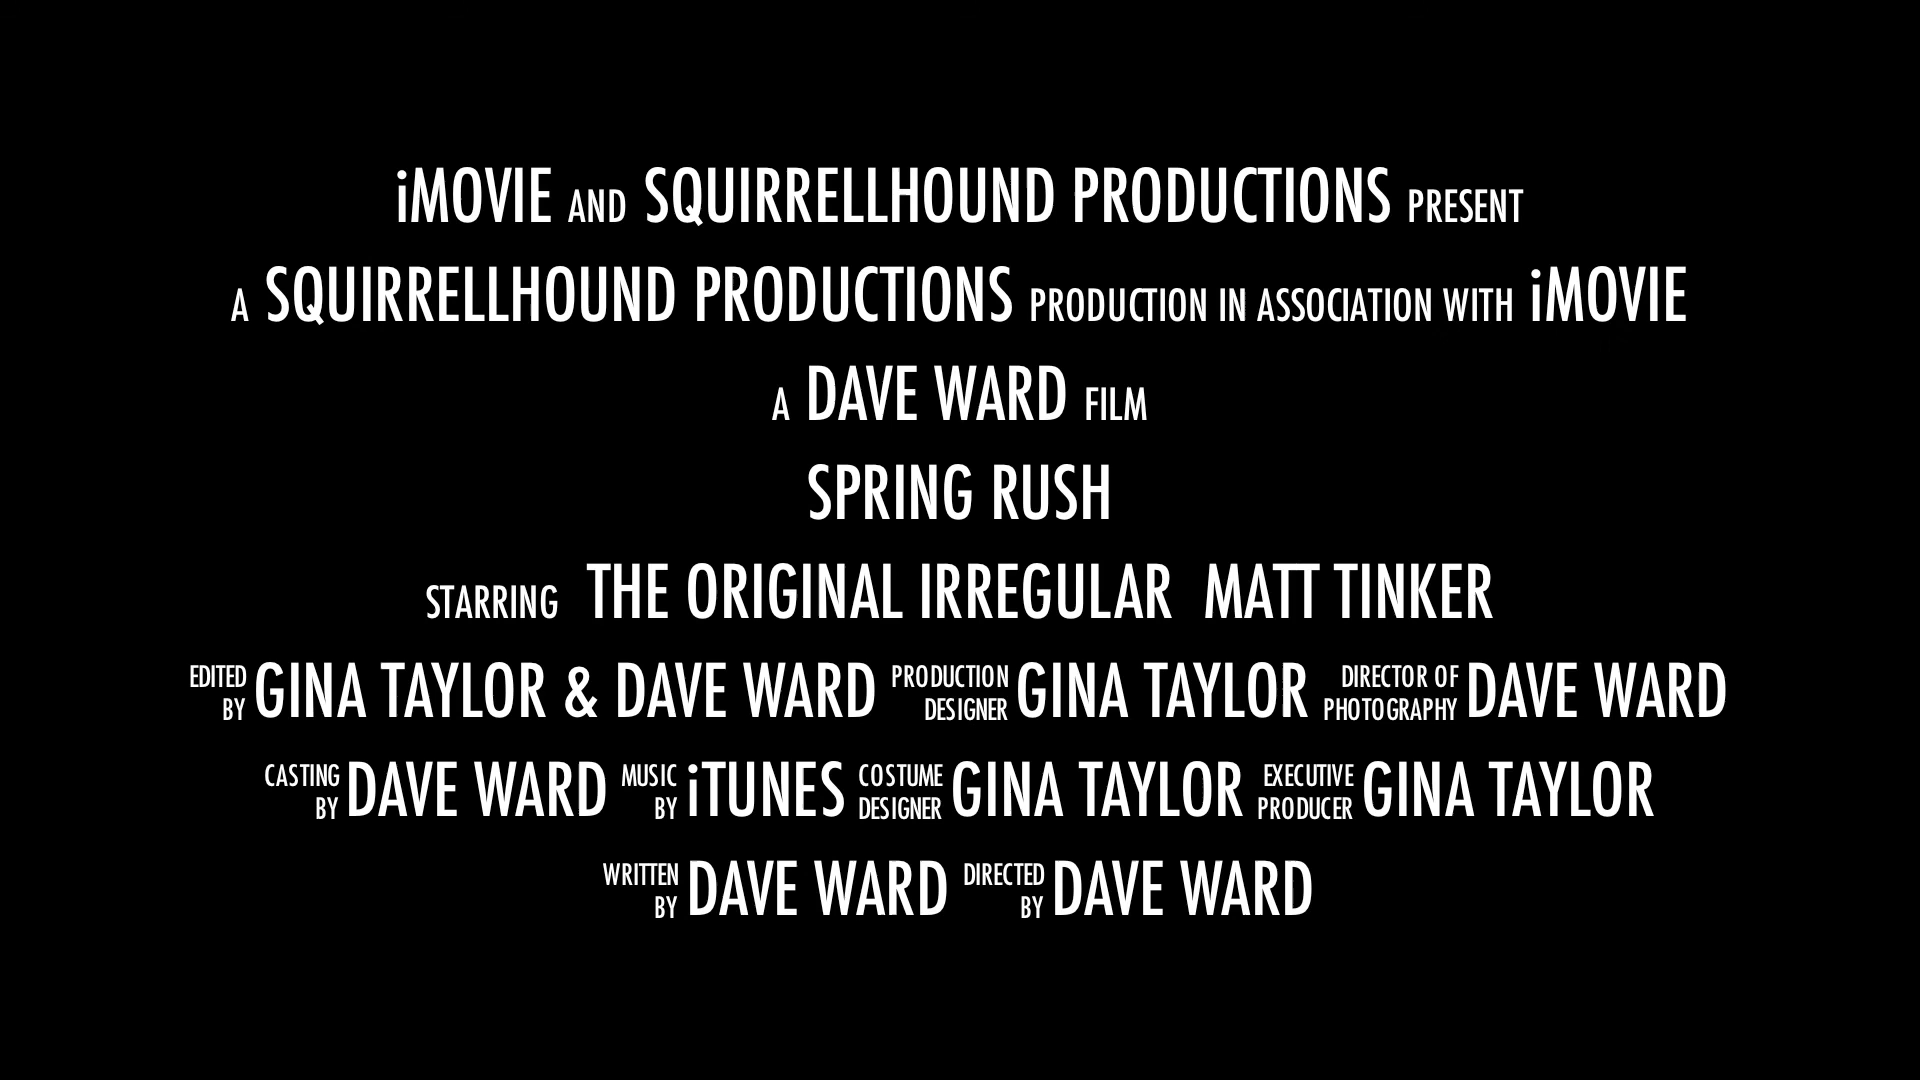 iMOVIE AND SQUIRRELLHOUND PRODUCTIONS PRESENT
A SQUIRRELLHOUND PRODUCTIONS PRODUCTION IN ASSOCIATION WITH iMOVIE
A DAVE WARD FILM
SPRING RUSH
STARRING THE ORIGINAL IRREGULAR MATT TINKER
EDITED BY GINA TAYLOR & DAVE WARD PRODUCTION DESIGNER GINA TAYLOR DIRECTOR OF PHOTOGRAPHY DAVE WARD
CASTING BY DAVE WARD MUSIC BY iTUNES COSTUME DESIGNER GINA TAYLOR EXECUTIVE PRODUCER GINA TAYLOR
WRITTEN BY DAVE WARD DIRECTED BY DAVE WARD